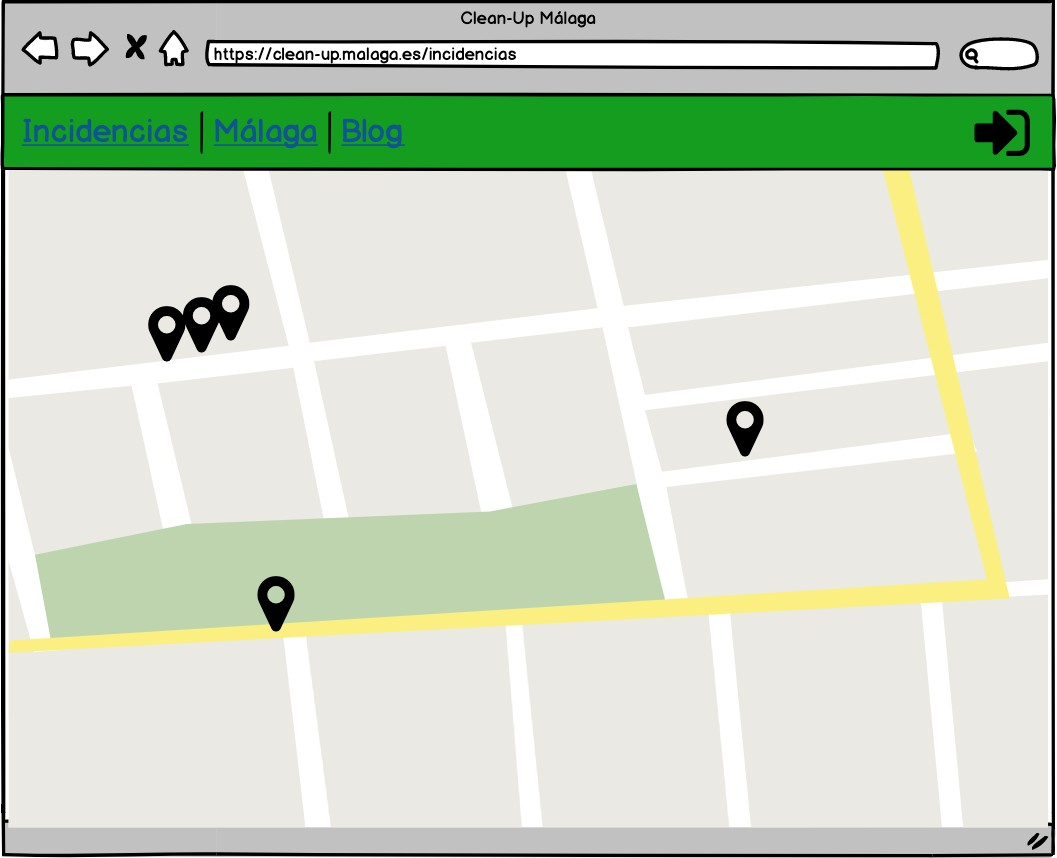 Clean-Up Málaga
https://clean-up.malaga.es/incidencias
Incidencias | Málaga | Blog